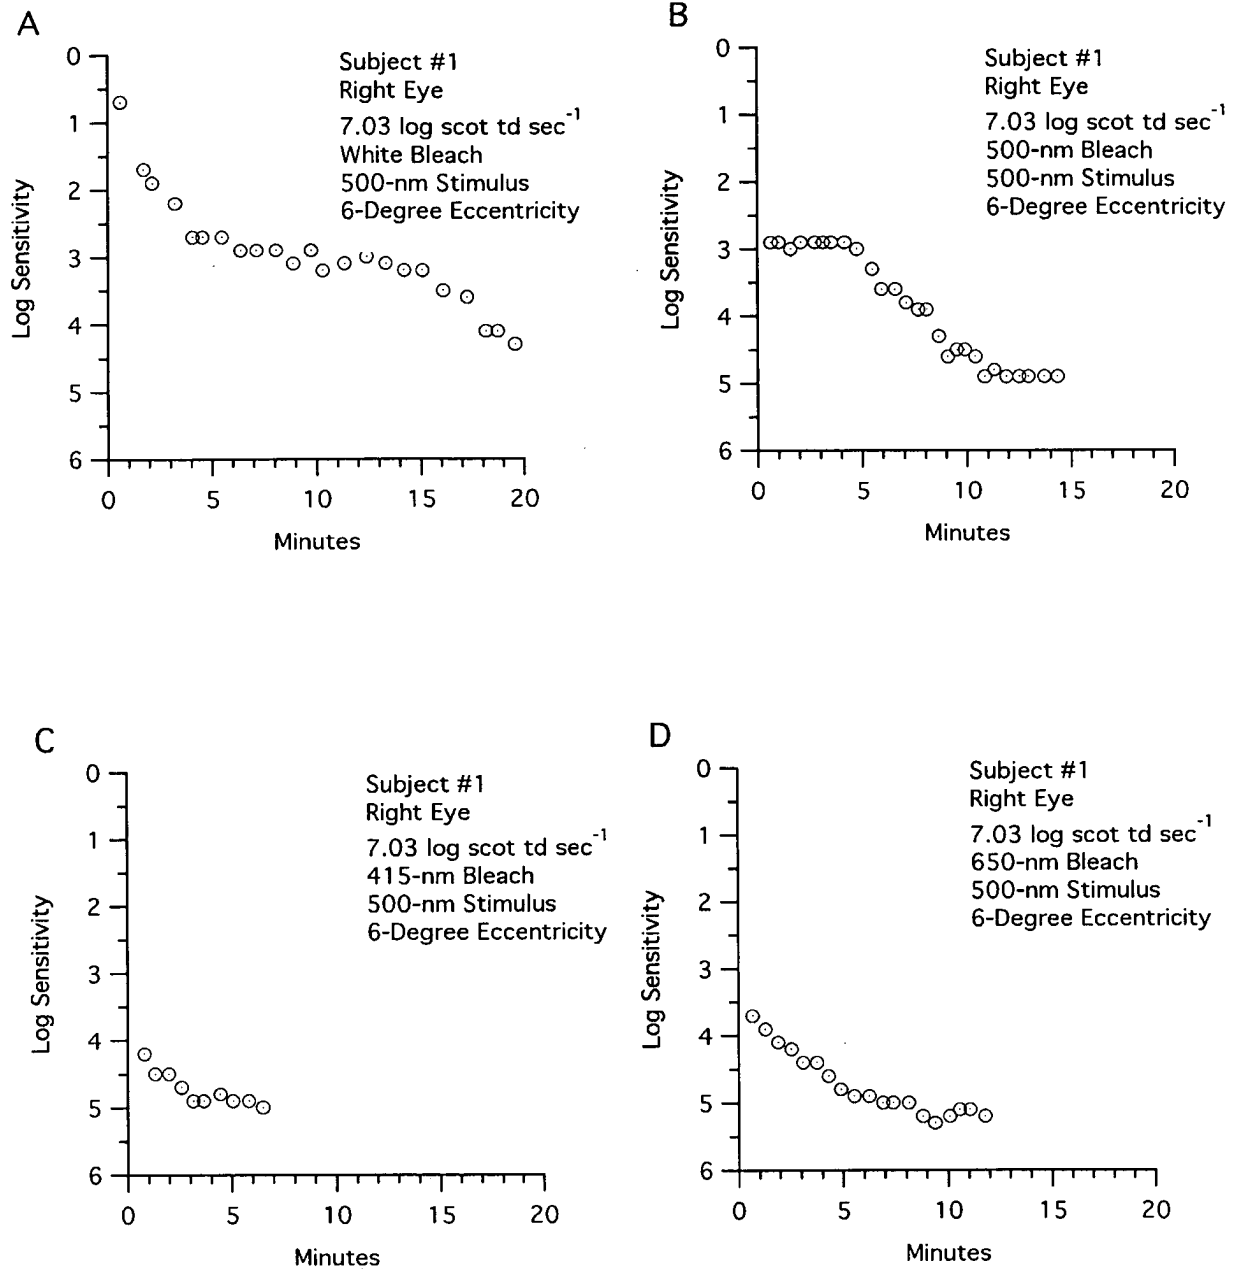 A
0
1
2
3
4
5
6
Log Sensitivity
Subject #1
Right Eye
7.03 log scot td sec⁻¹
White Bleach
500-nm Stimulus
6-Degree Eccentricity
0 5 10 15 20
Minutes
B
0
1
2
3
4
5
6
Log Sensitivity
Subject #1
Right Eye
7.03 log scot td sec⁻¹
500-nm Bleach
500-nm Stimulus
6-Degree Eccentricity
0 5 10 15 20
Minutes
C
0
1
2
3
4
5
6
Log Sensitivity
Subject #1
Right Eye
7.03 log scot td sec⁻¹
415-nm Bleach
500-nm Stimulus
6-Degree Eccentricity
0 5 10 15 20
Minutes
D
0
1
2
3
4
5
6
Log Sensitivity
Subject #1
Right Eye
7.03 log scot td sec⁻¹
650-nm Bleach
500-nm Stimulus
6-Degree Eccentricity
0 5 10 15 20
Minutes